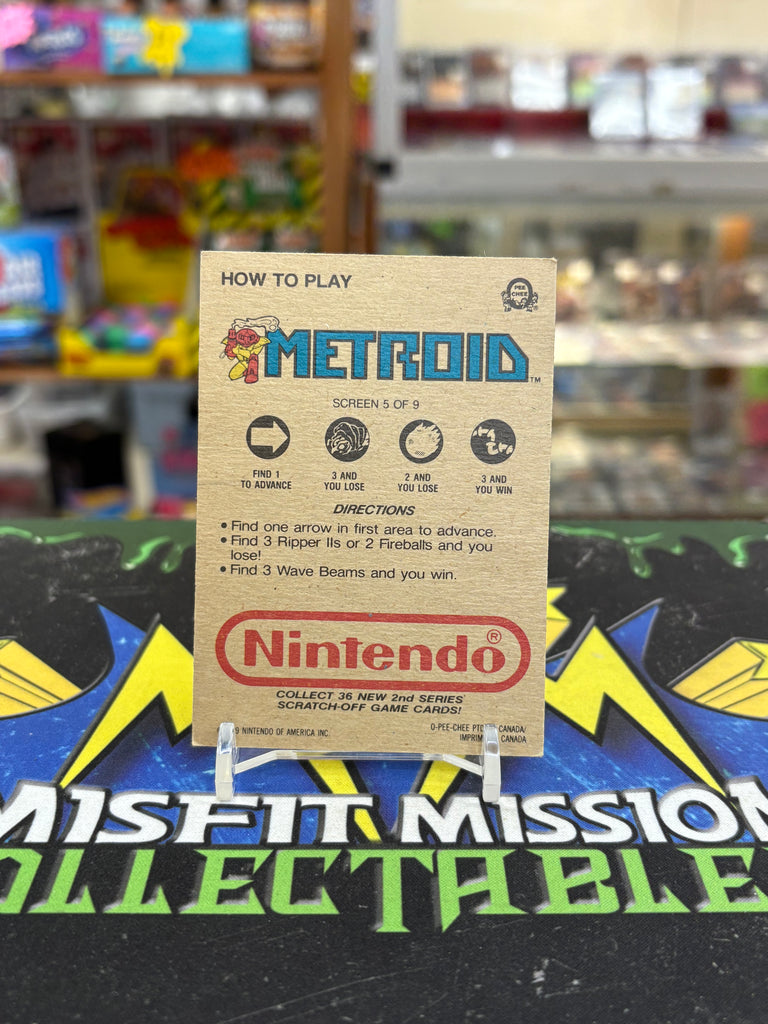 HOW TO PLAY
O PEE CHEE
METROID™
SCREEN 5 OF 9
FIND 1
TO ADVANCE
3 AND
YOU LOSE
2 AND
YOU LOSE
3 AND
YOU WIN
DIRECTIONS
• Find one arrow in first area to advance.
• Find 3 Ripper IIs or 2 Fireballs and you
lose!
• Find 3 Wave Beams and you win.
Nintendo®
COLLECT 36 NEW 2nd SERIES
SCRATCH-OFF GAME CARDS!
9 NINTENDO OF AMERICA INC.
O-PEE-CHEE CANADA/
CANADA
MISFIT MISSION
OLLECTABLE